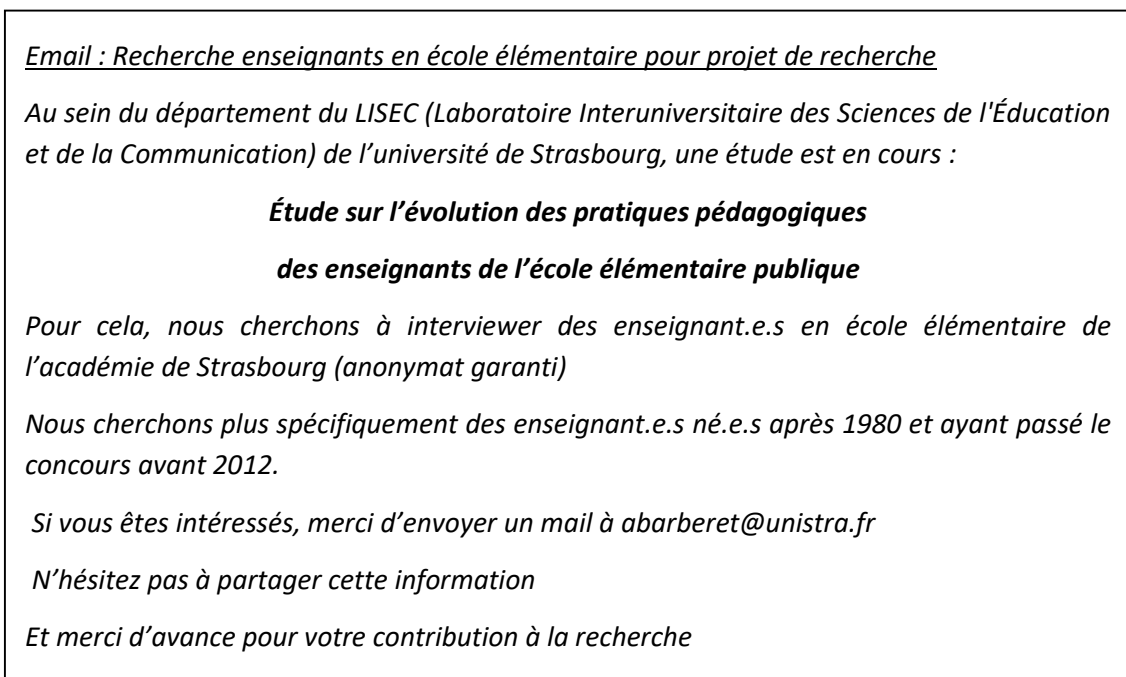 Email : Recherche enseignants en école élémentaire pour projet de recherche
Au sein du département du LISEC (Laboratoire Interuniversitaire des Sciences de l'Éducation
et de la Communication) de l’université de Strasbourg, une étude est en cours :
Étude sur l’évolution des pratiques pédagogiques
des enseignants de l’école élémentaire publique
Pour cela, nous cherchons à interviewer des enseignant.e.s en école élémentaire de
l’académie de Strasbourg (anonymat garanti)
Nous cherchons plus spécifiquement des enseignant.e.s né.e.s après 1980 et ayant passé le
concours avant 2012.
Si vous êtes intéressés, merci d’envoyer un mail à abarberet@unistra.fr
N’hésitez pas à partager cette information
Et merci d’avance pour votre contribution à la recherche